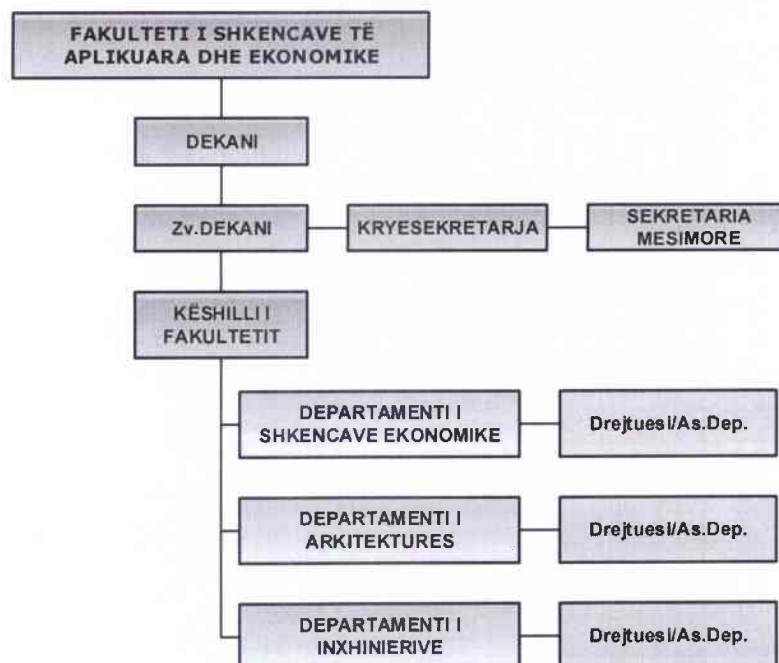 FAKULTETI I SHKENCAVE TË
APLIKUARA DHE EKONOMIKE
DEKANI
Zv.DEKANI
KRYESEKRETARJA
SEKRETARIA
MESIMORE
KËSHILLI I
FAKULTETIT
DEPARTAMENTI I
SHKENCAVE EKONOMIKE
Drejtuesi/As.Dep.
DEPARTAMENTI I
ARKITEKTURES
Drejtuesi/As.Dep.
DEPARTAMENTI I
INXHINIERIVE
Drejtuesi/As.Dep.